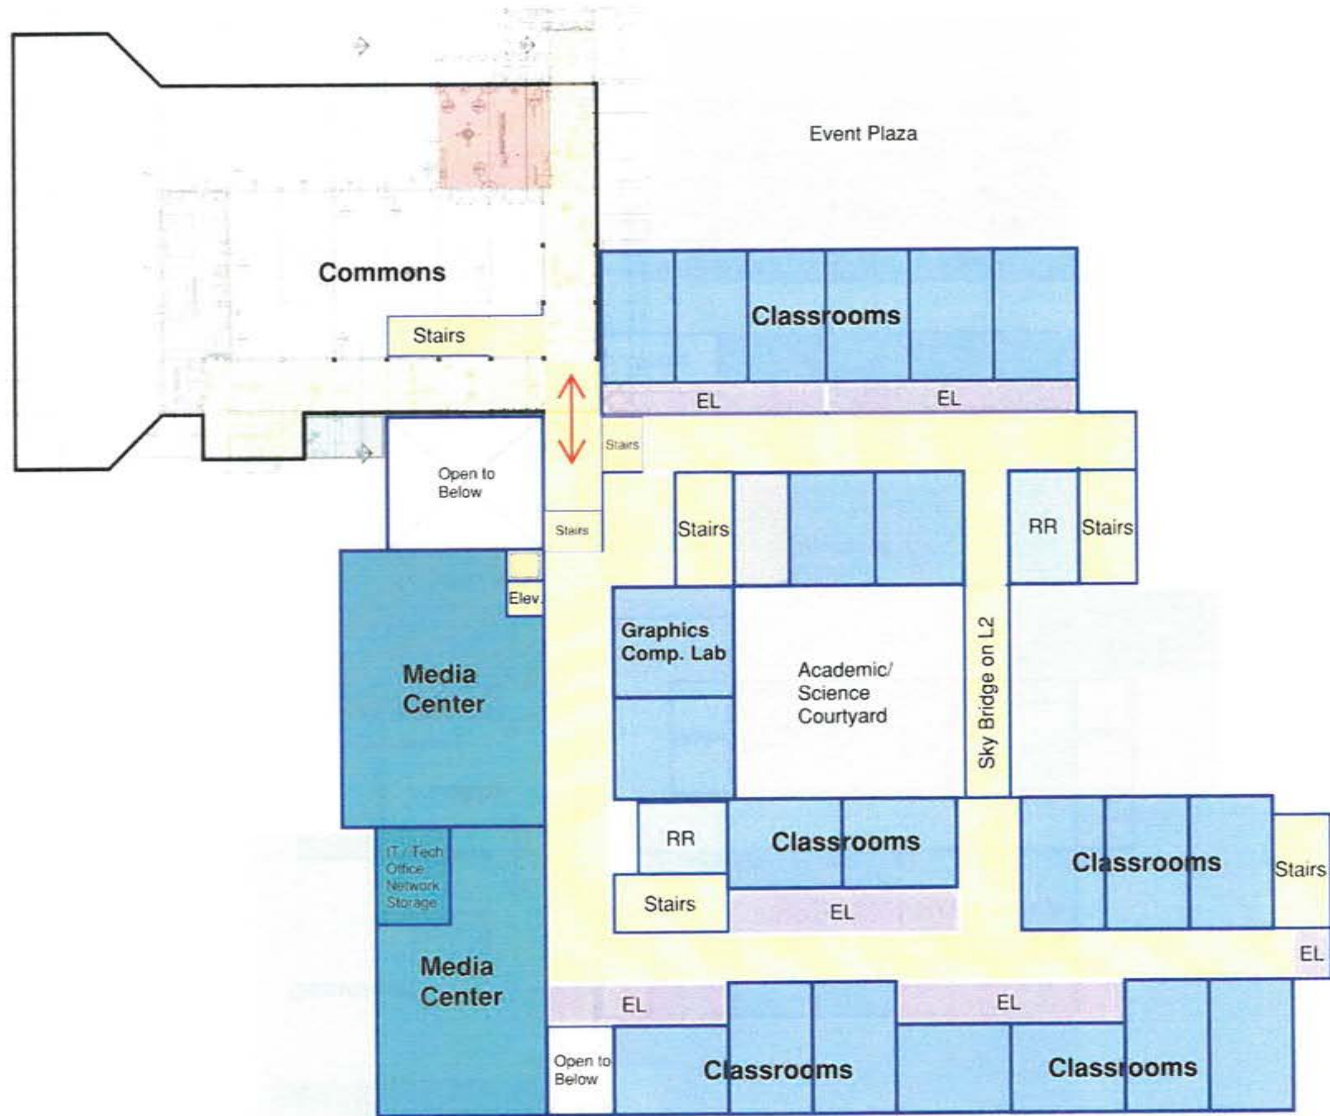 Event Plaza
Commons
Classrooms
Stairs
EL
EL
Stairs
Open to
Below
Stairs
Stairs
RR
Stairs
Elev.
Graphics
Comp. Lab
Academic/
Science
Courtyard
Sky Bridge on L2
Media
Center
RR
Classrooms
Classrooms
Stairs
IT / Tech
Office
Network
Storage
Stairs
EL
EL
Media
Center
EL
EL
Open to
Below
Classrooms
Classrooms